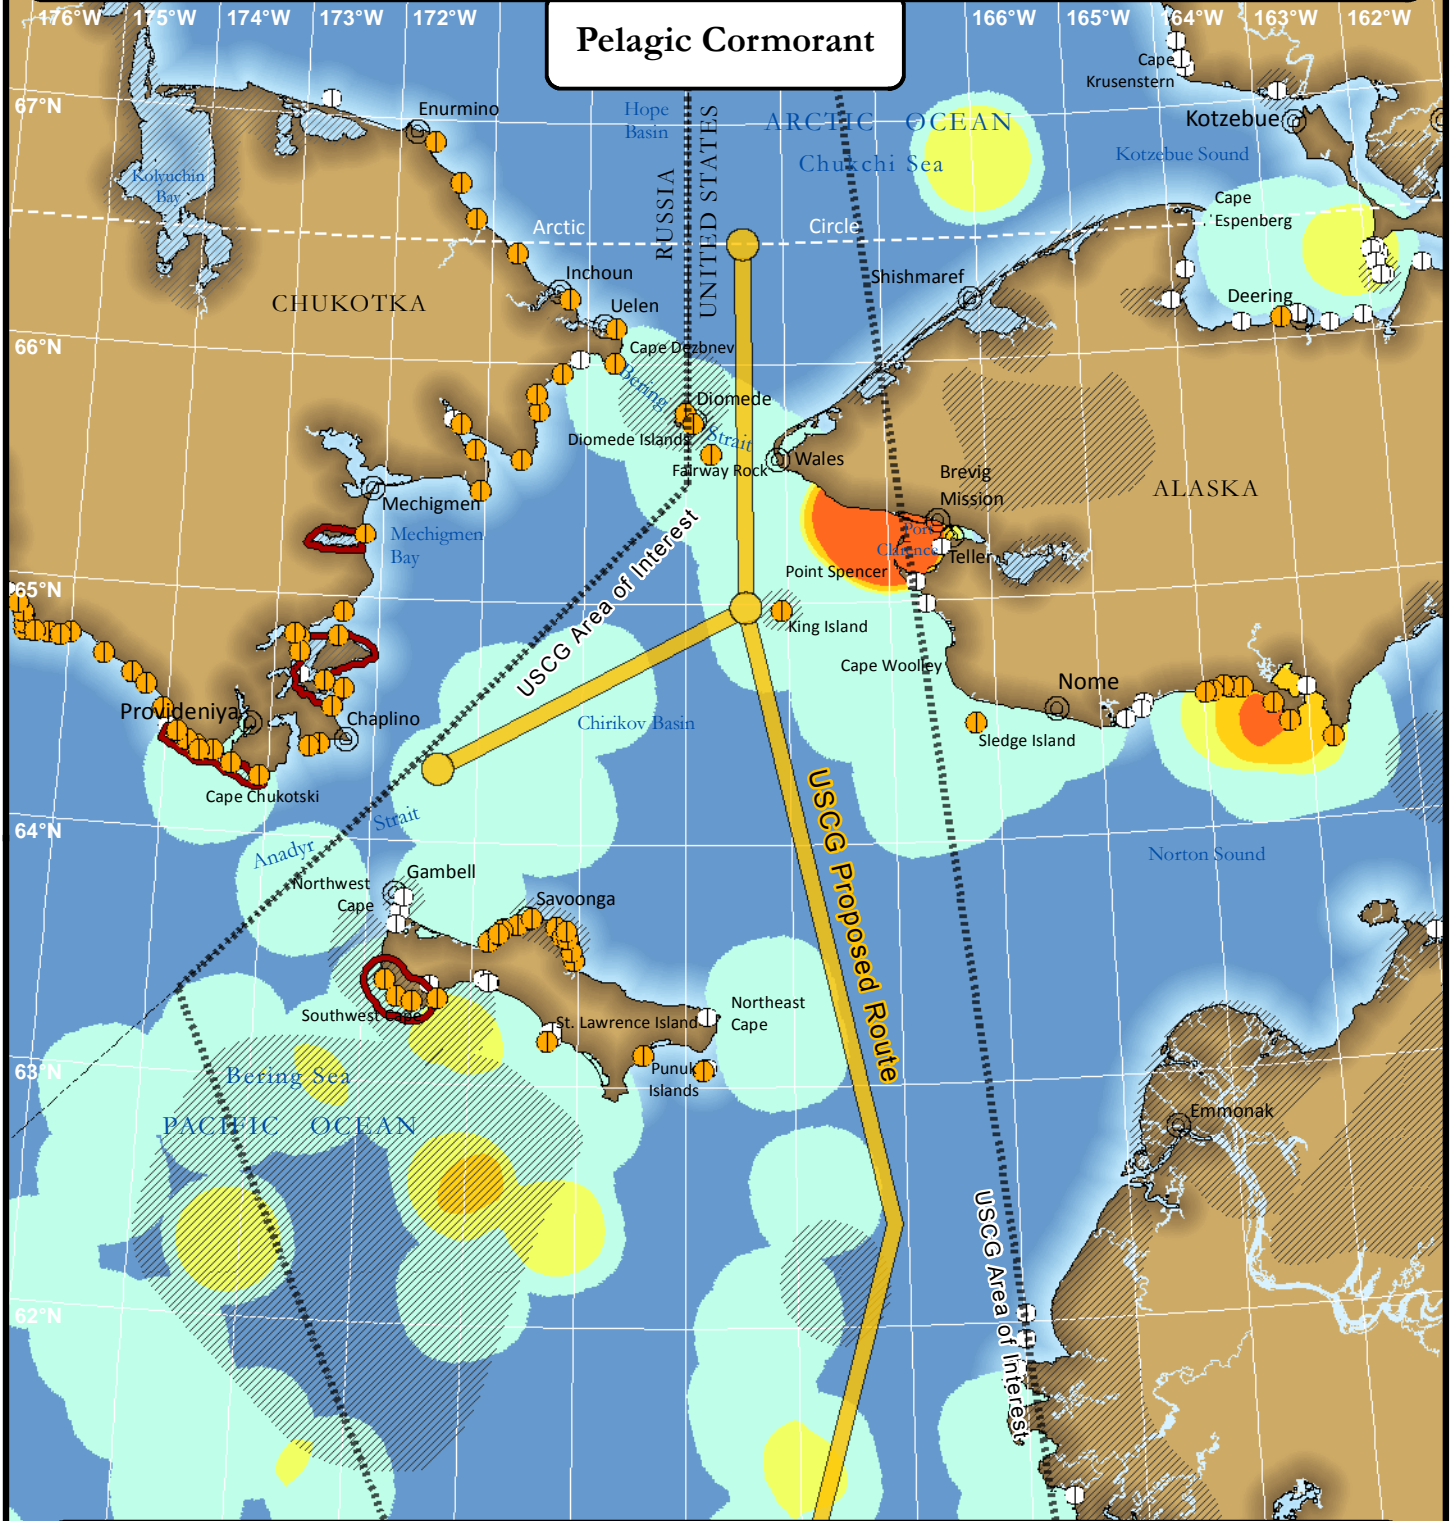 176°W
175°W
174°W
173°W
172°W
Pelagic Cormorant
166°W
165°W
164°W
163°W
162°W
67°N
66°N
65°N
64°N
63°N
62°N
Enurmino
Hope
Basin
RUSSIA
UNITED STATES
ARCTIC OCEAN
Chukchi Sea
Cape
Krusenstern
Kotzebue
Kotzebue Sound
Kolyuchin
Bay
Cape
Espenberg
Arctic
Circle
CHUKOTKA
Inchoun
Uelen
Shishmaref
Deering
Cape Dezbnev
Bering
Strait
Diomede
Diomede Islands
Fairway Rock
Wales
Brevig
Mission
ALASKA
Mechigmen
Mechigmen
Bay
Port
Clarence
Teller
Point Spencer
USCG Area of Interest
King Island
Cape Woolley
Nome
Sledge Island
Provideniya
Chaplino
Cape Chukotski
Chirikov Basin
Strait
Anadyr
USCG Proposed Route
Norton Sound
Northwest
Cape
Gambell
Savoonga
Southwest Cape
St. Lawrence Island
Northeast
Cape
Punuk
Islands
Bering Sea
PACIFIC OCEAN
Emmonak
USCG Area of Interest